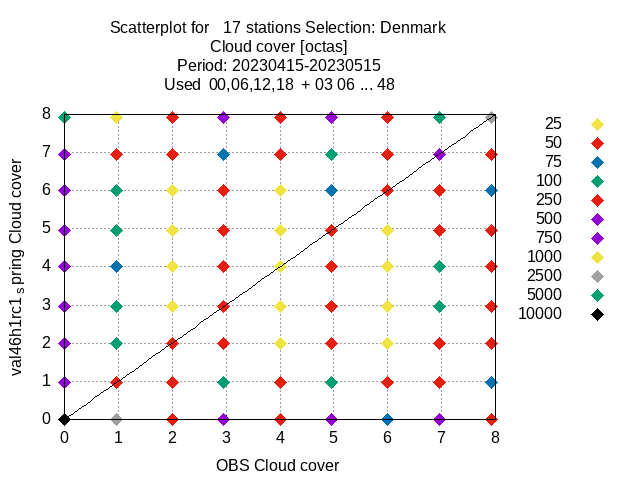 Scatterplot for 17 stations Selection: Denmark
Cloud cover [octas]
Period: 20230415-20230515
Used 00,06,12,18 + 03 06 ... 48
8
7
6
5
4
3
2
1
0
val46h1rc1 spring Cloud cover
0 1 2 3 4 5 6 7 8
OBS Cloud cover
25
50
75
100
250
500
750
1000
2500
5000
10000